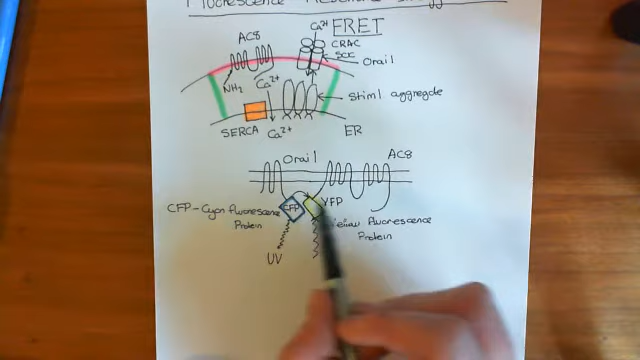 FRET
Ca2+
AC8
CRAC
SOC
Orai1
NH2
Ca2+
Stim1 aggregate
SERCA
Ca2+
ER
Orai1
AC8
CFP
YFP
CFP-Cyan Fluorescence
Protein
Fluorescence
Protein
UV